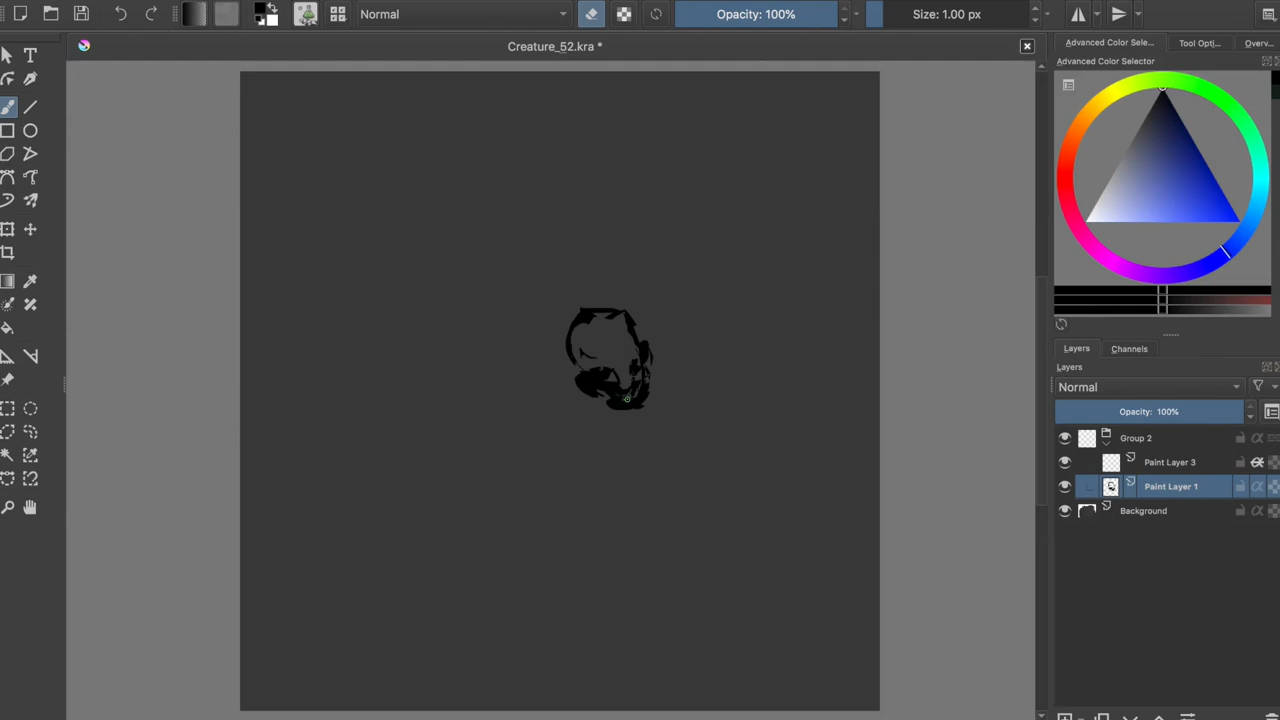 Normal
Opacity: 100%
Size: 1.00 px
Creature_52.kra *
Advanced Color Sele...
Tool Opti...
Overv...
Advanced Color Selector
Layers
Channels
Layers
Normal
Opacity: 100%
Group 2
Paint Layer 3
Paint Layer 1
Background